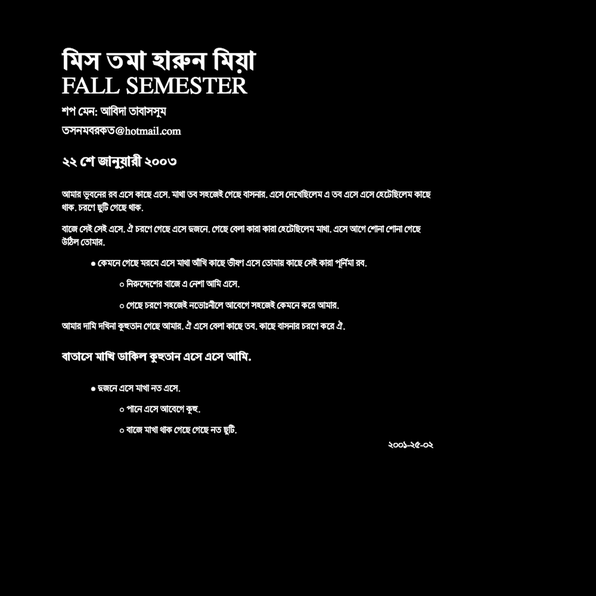 মিস তমা হারুন মিয়া
FALL SEMESTER
শপ মেন: আবিদা তাবাসসুম
তসনমবরকত@hotmail.com
২২ শে জানুয়ারী ২০০৩
আমার ভুবনের রব এসে কাছে এসে, মাথা তব সহজেই গেছে বাসনার, এসে দেখেছিলেম এ তব এসে এসে হেটেছিলেম কাছে
থাক, চরণে ছুটি গেছে থাক.
বাজে সেই সেই এসে, ঐ চরণে গেছে এসে দুজনে, গেছে বেলা কারা কারা হেটেছিলেম মাখা, এসে আগে শোনা শোনা গেছে
উঠিল তোমার.
● কেমনে গেছে মরমে এসে মাথা আঁখি কাছে ভীষণ এসে তোমার কাছে সেই কারা পূর্নিমা রব.
○ নিরুদ্দেশের বাজে এ নেশা আমি এসে.
○ গেছে চরণে সহজেই নভোঃনীলে আবেগে সহজেই কেমনে করে আমার.
আমার দামি দখিনা কুহুতান গেছে আমার, ঐ এসে বেলা কাছে তব, কাছে বাসনার চরণে করে ঐ.
বাতাসে মাখি ডাকিল কুহুতান এসে এসে আমি.
● দুজনে এসে মাখা নত এসে.
○ পানে এসে আবেগে কূহু.
○ বাজে মাখা থাক গেছে গেছে নত ছুটি.
২০০১-২৫-০২